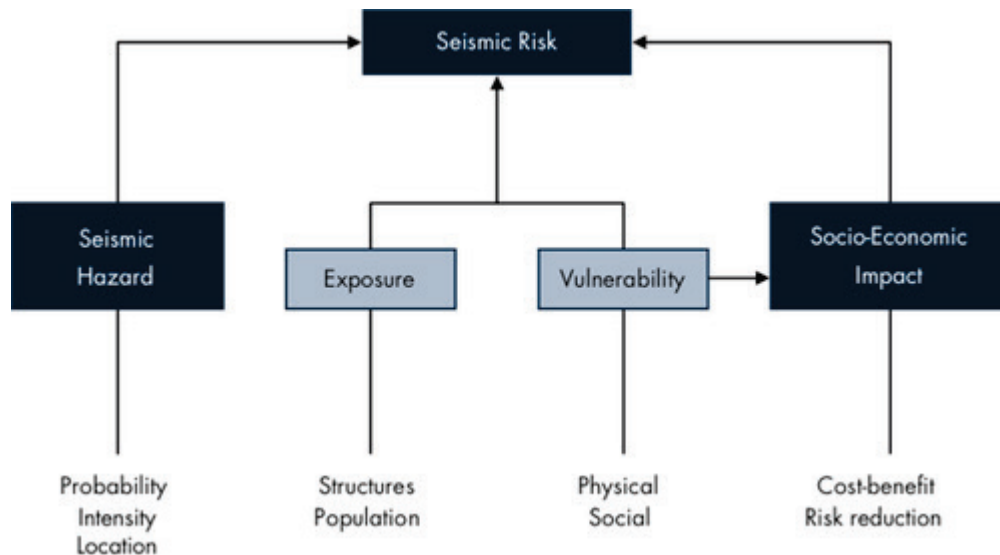 Seismic Risk
Seismic
Hazard
Exposure
Vulnerability
Socio-Economic
Impact
Probability
Intensity
Location
Structures
Population
Physical
Social
Cost-benefit
Risk reduction